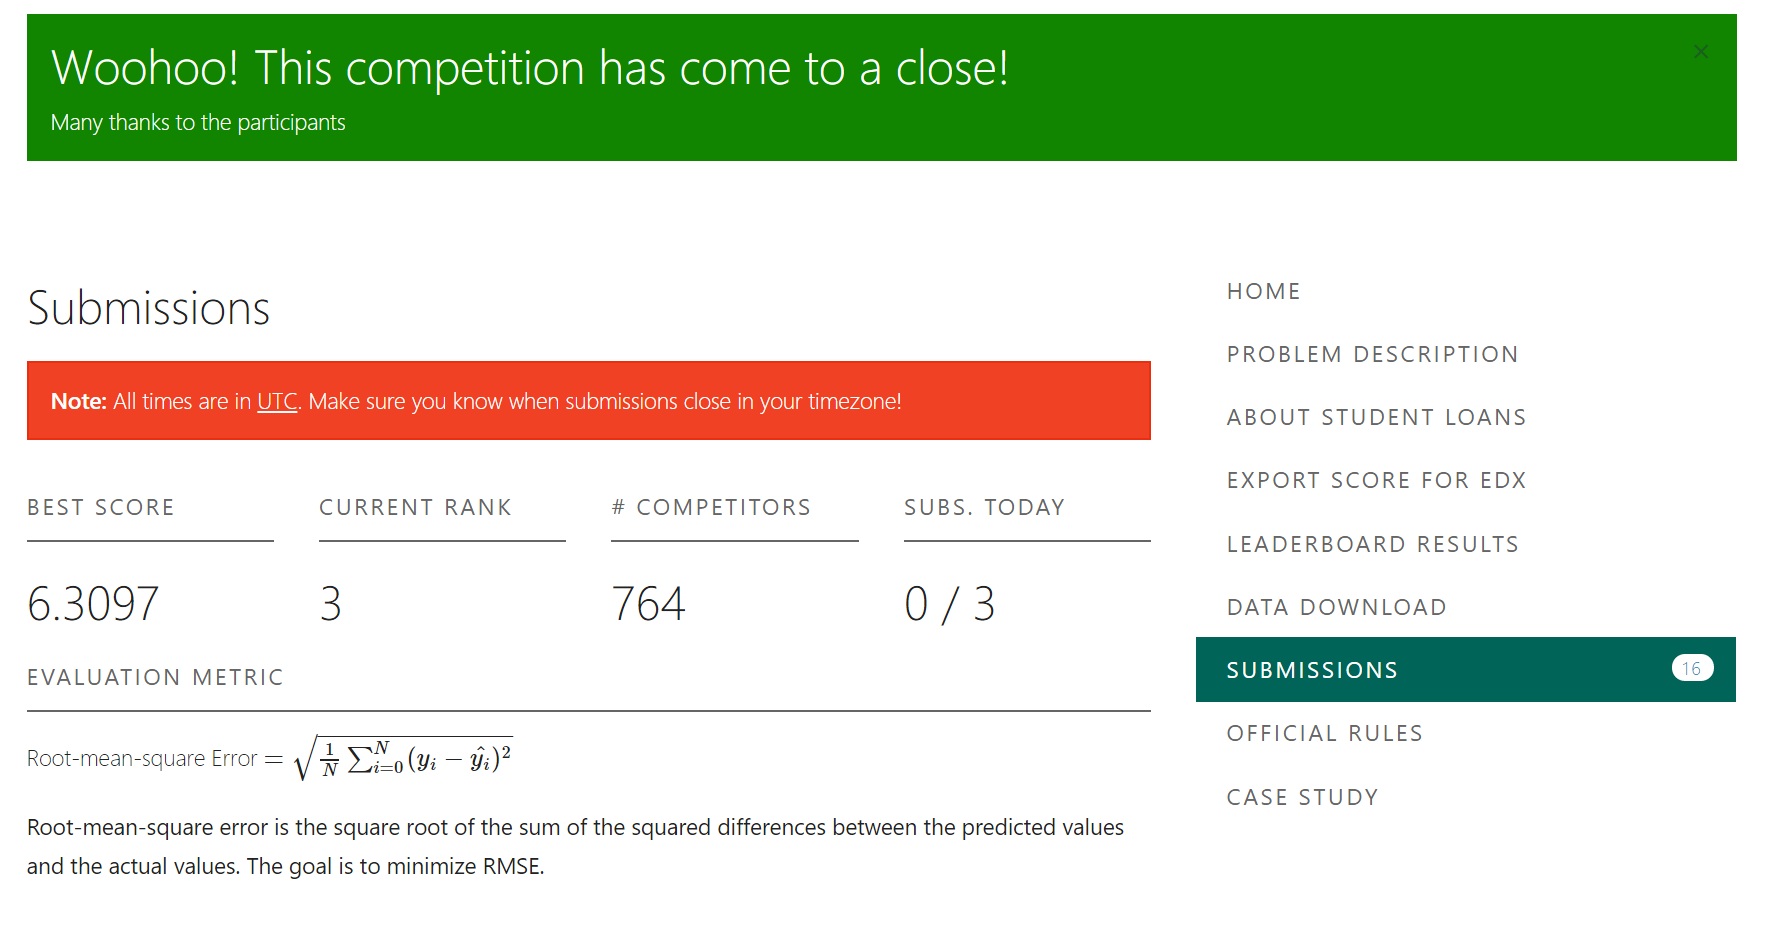 Woohoo! This competition has come to a close!
×
Many thanks to the participants
Submissions
Note: All times are in UTC. Make sure you know when submissions close in your timezone!
BEST SCORE
CURRENT RANK
# COMPETITORS
SUBS. TODAY
6.3097
3
764
0 / 3
EVALUATION METRIC
Root-mean-square Error = √(1/N ∑_{i=0}^{N} (y_i − ŷ_i)²)
Root-mean-square error is the square root of the sum of the squared differences between the predicted values
and the actual values. The goal is to minimize RMSE.
HOME
PROBLEM DESCRIPTION
ABOUT STUDENT LOANS
EXPORT SCORE FOR EDX
LEADERBOARD RESULTS
DATA DOWNLOAD
SUBMISSIONS 16
OFFICIAL RULES
CASE STUDY